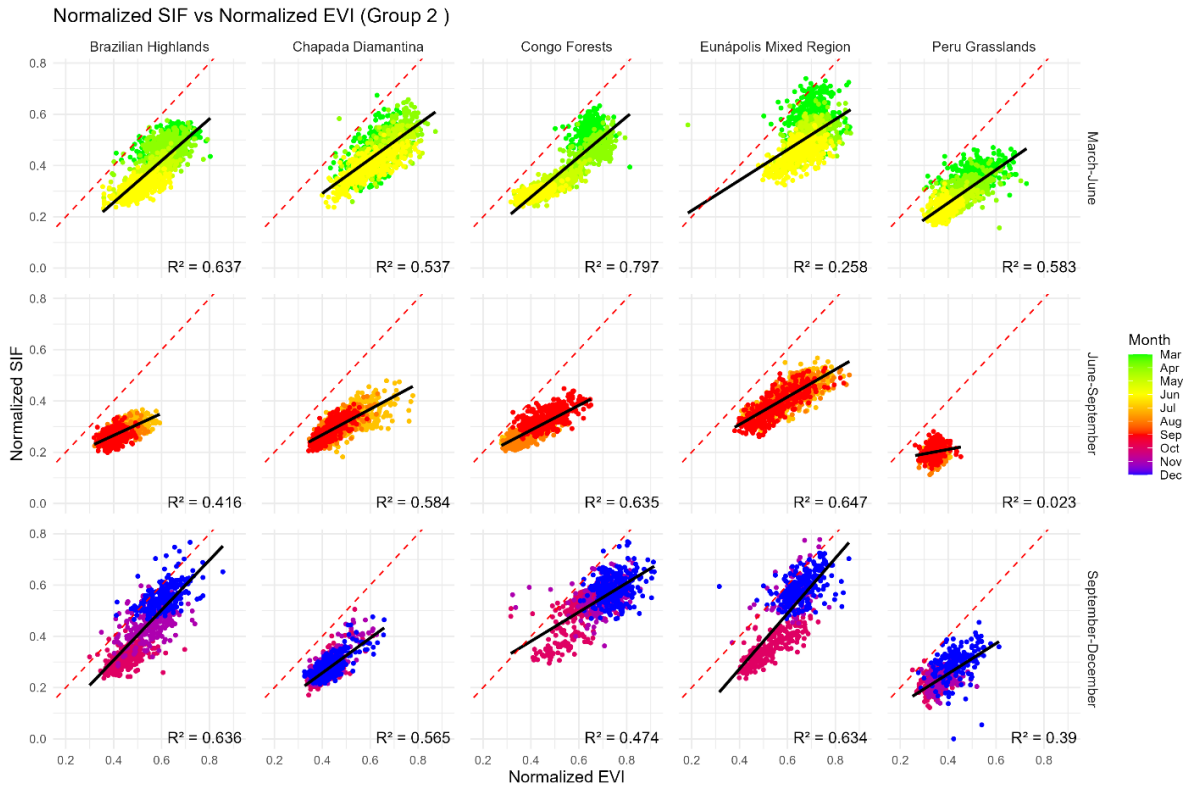 Normalized SIF vs Normalized EVI (Group 2 )
Brazilian Highlands
Chapada Diamantina
Congo Forests
Eunápolis Mixed Region
Peru Grasslands
0.8
0.6
0.4
0.2
0.0
R² = 0.637
R² = 0.537
R² = 0.797
R² = 0.258
R² = 0.583
March-June
0.8
0.6
0.4
0.2
0.0
R² = 0.416
R² = 0.584
R² = 0.635
R² = 0.647
R² = 0.023
June-September
0.8
0.6
0.4
0.2
0.0
R² = 0.636
R² = 0.565
R² = 0.474
R² = 0.634
R² = 0.39
September-December
0.2 0.4 0.6 0.8
0.2 0.4 0.6 0.8
0.2 0.4 0.6 0.8
0.2 0.4 0.6 0.8
0.2 0.4 0.6 0.8
Normalized EVI
Normalized SIF
Month
Mar
Apr
May
Jun
Jul
Aug
Sep
Oct
Nov
Dec